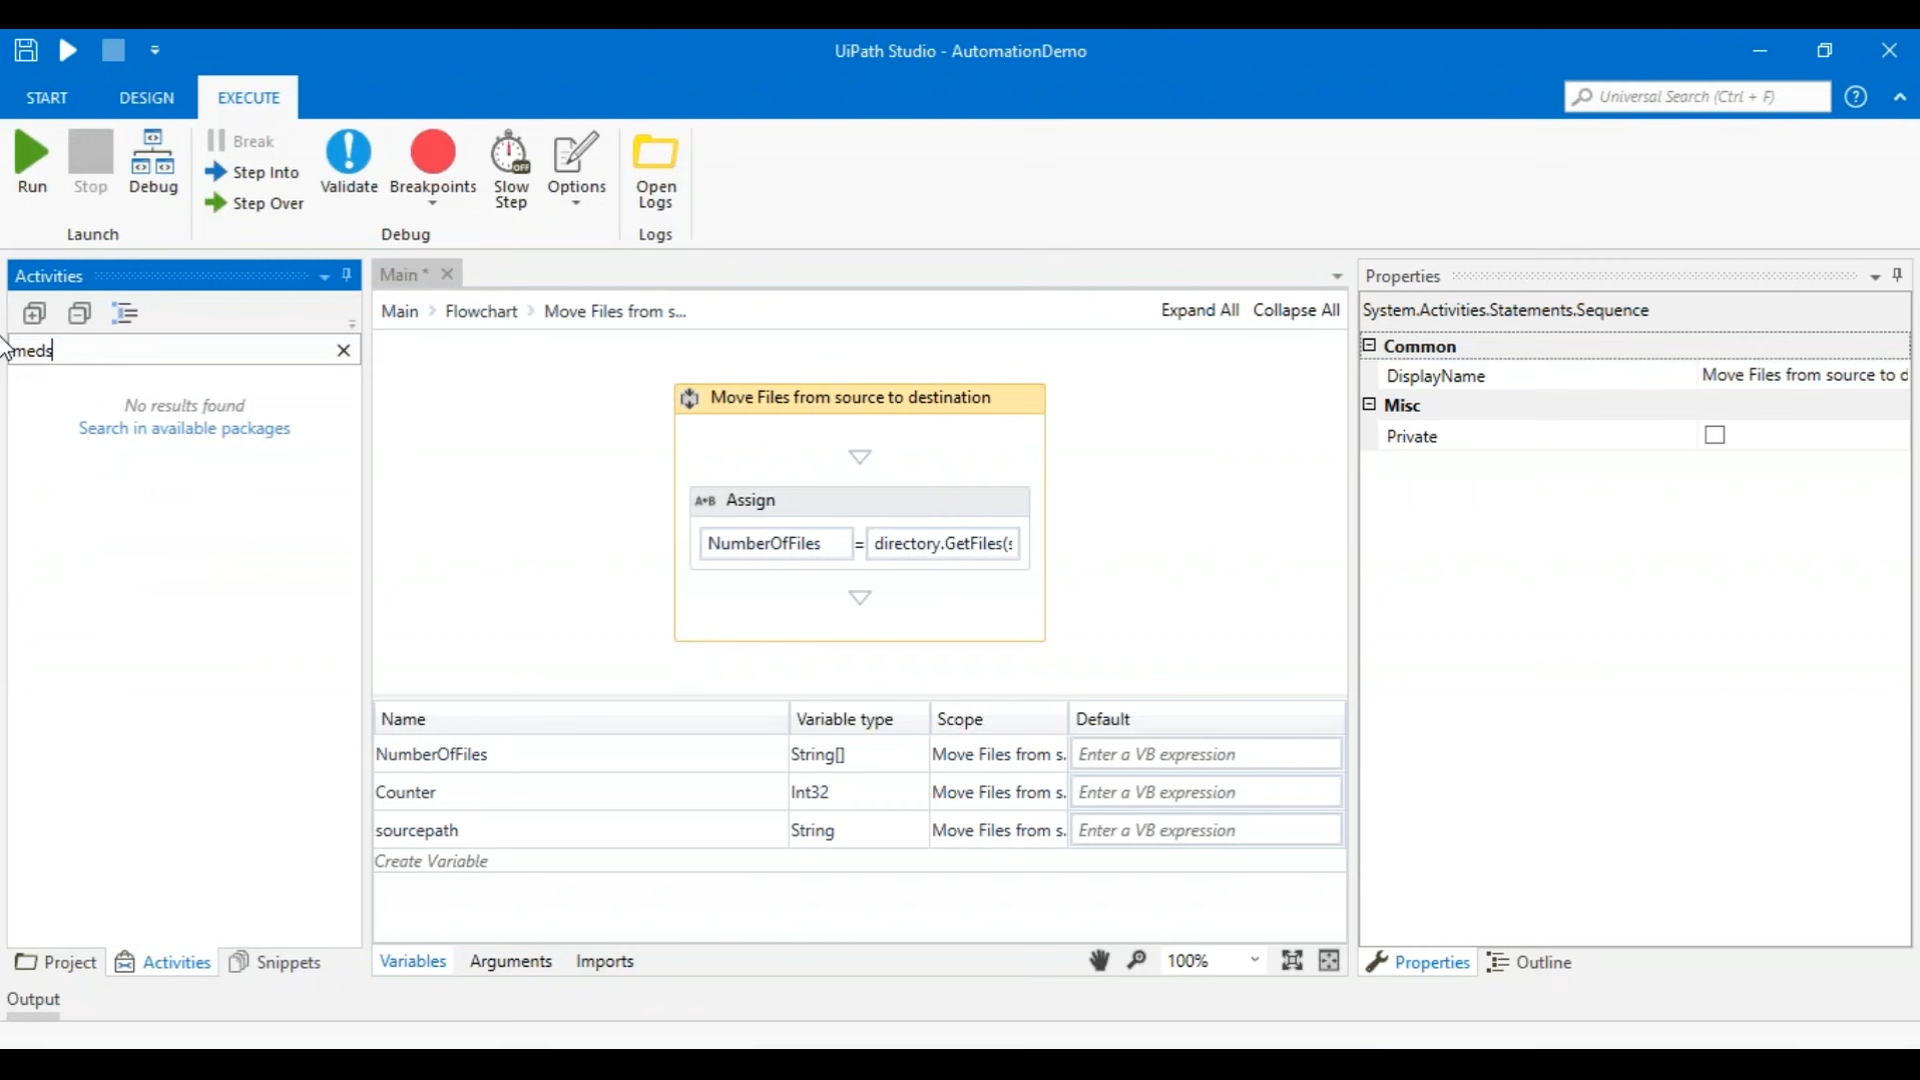 UiPath Studio - AutomationDemo
START
DESIGN
EXECUTE
Universal Search (Ctrl + F)
Run
Stop
Debug
Break
Step Into
Step Over
Validate
Breakpoints
Slow
Step
OFF
Options
Open
Logs
Launch
Debug
Logs
Activities
meds
No results found
Search in available packages
Main *
Main
Flowchart
Move Files from s...
Expand All
Collapse All
Move Files from source to destination
A+B Assign
NumberOfFiles = directory.GetFiles(s
Name Variable type Scope Default
NumberOfFiles String[] Move Files from s. Enter a VB expression
Counter Int32 Move Files from s. Enter a VB expression
sourcepath String Move Files from s. Enter a VB expression
Create Variable
Variables
Arguments
Imports
100%
Properties
System.Activities.Statements.Sequence
Common
DisplayName Move Files from source to d
Misc
Private
Project
Activities
Snippets
Properties
Outline
Output